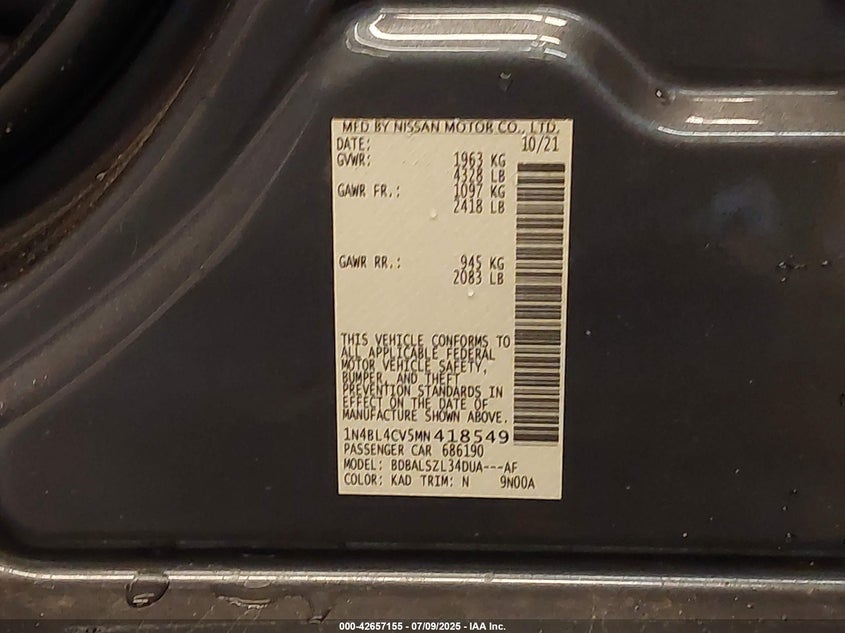 MFD BY NISSAN MOTOR CO., LTD.
DATE: 10/21
GVWR: 1963 KG
4328 LB
GAWR FR.: 1097 KG
2418 LB
GAWR RR.: 945 KG
2083 LB
THIS VEHICLE CONFORMS TO
ALL APPLICABLE FEDERAL
MOTOR VEHICLE SAFETY,
BUMPER, AND THEFT
PREVENTION STANDARDS IN
EFFECT ON THE DATE OF
MANUFACTURE SHOWN ABOVE.
1N4BL4CV5MN418549
PASSENGER CAR 686190
MODEL: BDBALSZL34DUA---AF
COLOR: KAD TRIM: N 9N00A
000-42657155 - 07/09/2025 - IAA Inc.